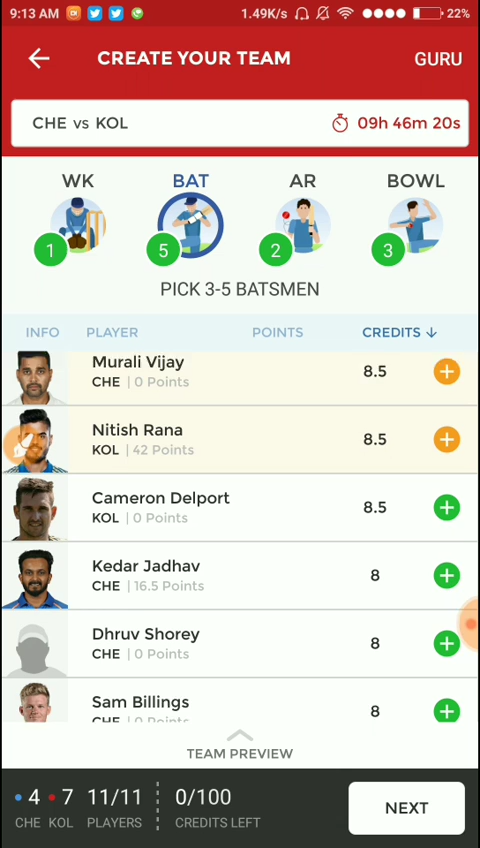 9:13 AM 1.49K/s 22%
CREATE YOUR TEAM GURU
CHE vs KOL 09h 46m 20s
WK BAT AR BOWL
1 5 2 3
PICK 3-5 BATSMEN
INFO PLAYER POINTS CREDITS
Murali Vijay
CHE | 0 Points 8.5
Nitish Rana
KOL | 42 Points 8.5
Cameron Delport
KOL | 0 Points 8.5
Kedar Jadhav
CHE | 16.5 Points 8
Dhruv Shorey
CHE | 0 Points 8
Sam Billings
CHE | 0 Points 8
TEAM PREVIEW
4 7 11/11 0/100
CHE KOL PLAYERS CREDITS LEFT
NEXT